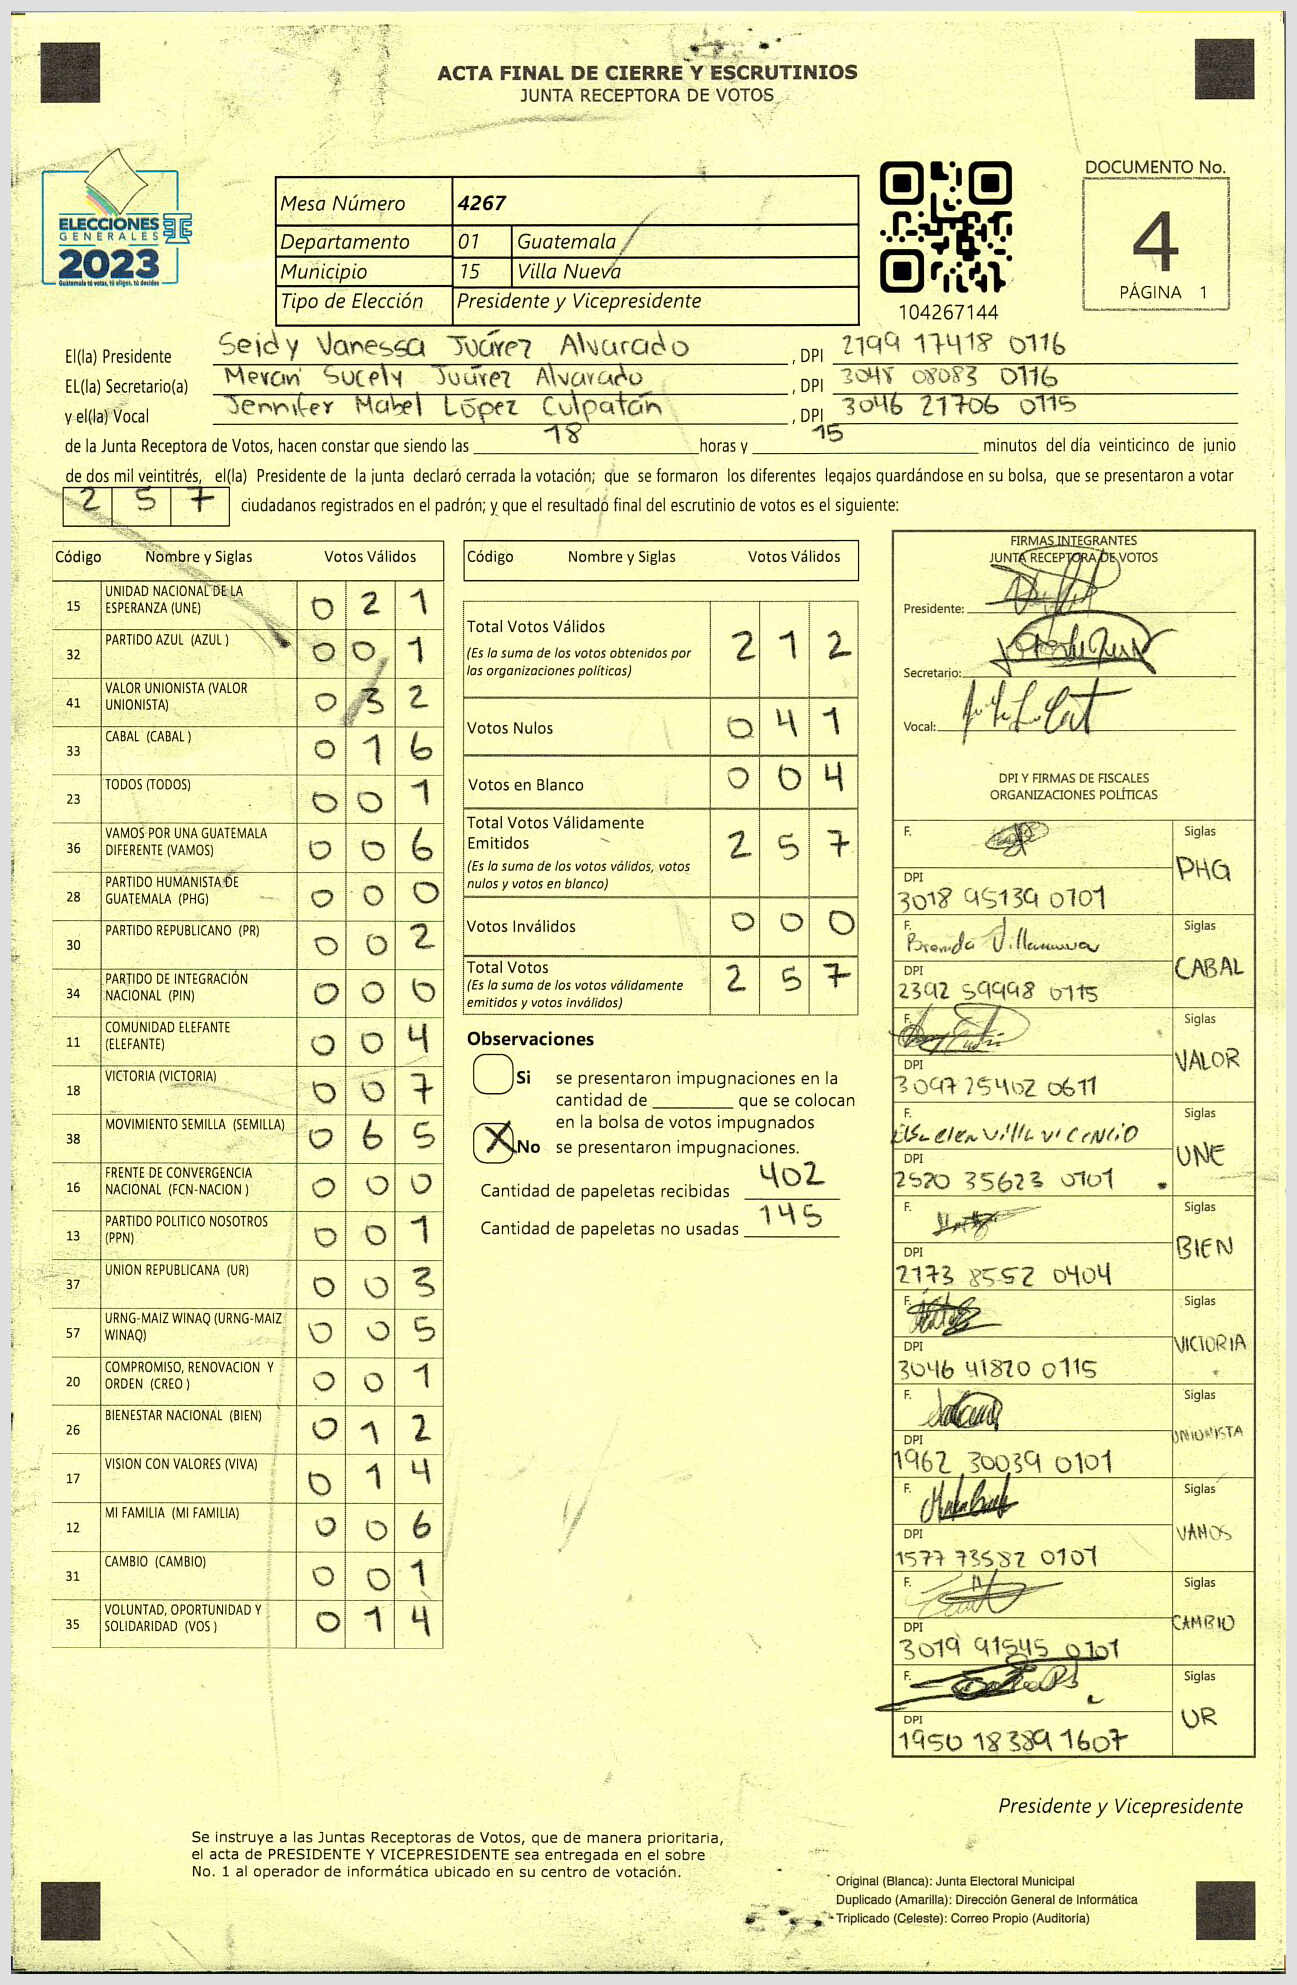 ACTA FINAL DE CIERRE Y ESCRUTINIOS
JUNTA RECEPTORA DE VOTOS
ELECCIONES
GENERALES
2023
Guatemala tú votas, tú eliges, tú decides
Mesa Número 4267
Departamento 01 Guatemala
Municipio 15 Villa Nueva
Tipo de Elección Presidente y Vicepresidente
104267144
DOCUMENTO No.
4
PÁGINA 1
El(la) Presidente Seidy Vanessa Juárez Alvarado, DPI 2199 17418 0116
EL(la) Secretario(a) Meran Sucely Juárez Alvarado, DPI 3048 08083 0116
y el(la) Vocal Jennifer Mabel López Culpatán, DPI 3046 21706 0115
de la Junta Receptora de Votos, hacen constar que siendo las 18 horas y 15 minutos del día veinticinco de junio
de dos mil veintitrés, el(la) Presidente de la junta declaró cerrada la votación; que se formaron los diferentes legajos guardándose en su bolsa, que se presentaron a votar
2 5 7 ciudadanos registrados en el padrón; y que el resultado final del escrutinio de votos es el siguiente:
Código Nombre y Siglas Votos Válidos
15 UNIDAD NACIONAL DE LA ESPERANZA (UNE) 0 2 1
32 PARTIDO AZUL (AZUL ) 0 0 1
41 VALOR UNIONISTA (VALOR UNIONISTA) 0 3 2
33 CABAL (CABAL ) 0 1 6
23 TODOS (TODOS) 0 0 1
36 VAMOS POR UNA GUATEMALA DIFERENTE (VAMOS) 0 0 6
28 PARTIDO HUMANISTA DE GUATEMALA (PHG) 0 0 0
30 PARTIDO REPUBLICANO (PR) 0 0 2
34 PARTIDO DE INTEGRACIÓN NACIONAL (PIN) 0 0 0
11 COMUNIDAD ELEFANTE (ELEFANTE) 0 0 4
18 VICTORIA (VICTORIA) 0 0 7
38 MOVIMIENTO SEMILLA (SEMILLA) 0 6 5
16 FRENTE DE CONVERGENCIA NACIONAL (FCN-NACION ) 0 0 0
13 PARTIDO POLITICO NOSOTROS (PPN) 0 0 1
37 UNION REPUBLICANA (UR) 0 0 3
57 URNG-MAIZ WINAQ (URNG-MAIZ WINAQ) 0 0 5
20 COMPROMISO, RENOVACION Y ORDEN (CREO ) 0 0 1
26 BIENESTAR NACIONAL (BIEN) 0 1 2
17 VISION CON VALORES (VIVA) 0 1 4
12 MI FAMILIA (MI FAMILIA) 0 0 6
31 CAMBIO (CAMBIO) 0 0 1
35 VOLUNTAD, OPORTUNIDAD Y SOLIDARIDAD (VOS ) 0 1 4
Código Nombre y Siglas Votos Válidos
Total Votos Válidos 2 1 2
(Es la suma de los votos obtenidos por
las organizaciones políticas)
Votos Nulos 0 4 1
Votos en Blanco 0 0 4
Total Votos Válidamente
Emitidos 2 5 7
(Es la suma de los votos válidos, votos
nulos y votos en blanco)
Votos Inválidos 0 0 0
Total Votos 2 5 7
(Es la suma de los votos válidamente
emitidos y votos inválidos)
Observaciones
Si se presentaron impugnaciones en la
cantidad de que se colocan
en la bolsa de votos impugnados
X No se presentaron impugnaciones.
Cantidad de papeletas recibidas 402
Cantidad de papeletas no usadas 145
FIRMAS INTEGRANTES
JUNTA RECEPTORA DE VOTOS
Presidente:
Secretario:
Vocal:
DPI Y FIRMAS DE FISCALES
ORGANIZACIONES POLÍTICAS
F. Siglas
PHG
DPI
3018 95139 0701
F. Brenda Villanueva Siglas
CABAL
DPI
2392 59998 0115
F. Siglas
VALOR
DPI
3097 25402 0611
F. Siglas
UNE
DPI
2520 35623 0101
F. Siglas
BIEN
DPI
2173 8552 0404
F. Siglas
VICTORIA
DPI
3046 41820 0115
F. Siglas
UNIONISTA
DPI
1962 30039 0101
F. Siglas
VAMOS
DPI
1577 73582 0101
F. Siglas
CAMBIO
DPI
3019 91545 0101
F. Siglas
UR
DPI
1950 18389 1607
Presidente y Vicepresidente
Se instruye a las Juntas Receptoras de Votos, que de manera prioritaria,
el acta de PRESIDENTE Y VICEPRESIDENTE sea entregada en el sobre
No. 1 al operador de informática ubicado en su centro de votación.
Original (Blanca): Junta Electoral Municipal
Duplicado (Amarilla): Dirección General de Informática
Triplicado (Celeste): Correo Propio (Auditoría)